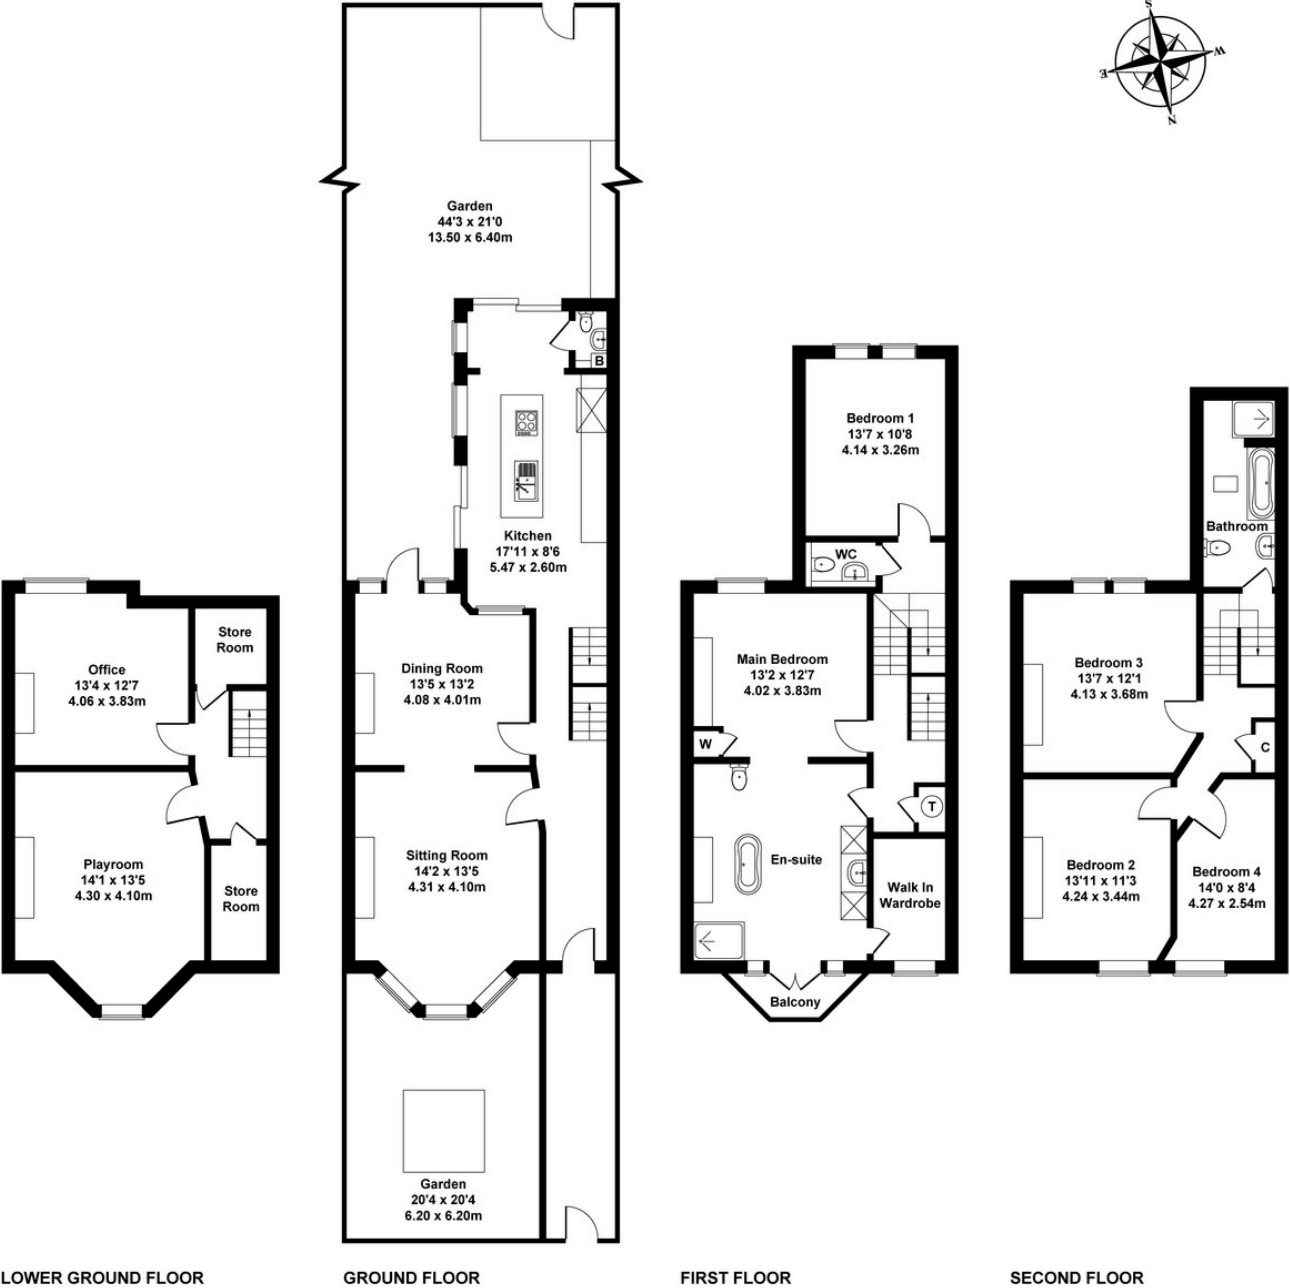 S
W
E
N
Garden
44'3 x 21'0
13.50 x 6.40m
B
Kitchen
17'11 x 8'6
5.47 x 2.60m
Dining Room
13'5 x 13'2
4.08 x 4.01m
Sitting Room
14'2 x 13'5
4.31 x 4.10m
Garden
20'4 x 20'4
6.20 x 6.20m
GROUND FLOOR
Store
Room
Office
13'4 x 12'7
4.06 x 3.83m
Playroom
14'1 x 13'5
4.30 x 4.10m
Store
Room
LOWER GROUND FLOOR
Bedroom 1
13'7 x 10'8
4.14 x 3.26m
WC
Main Bedroom
13'2 x 12'7
4.02 x 3.83m
W
T
En-suite
Walk In
Wardrobe
Balcony
FIRST FLOOR
Bathroom
Bedroom 3
13'7 x 12'1
4.13 x 3.68m
C
Bedroom 2
13'11 x 11'3
4.24 x 3.44m
Bedroom 4
14'0 x 8'4
4.27 x 2.54m
SECOND FLOOR